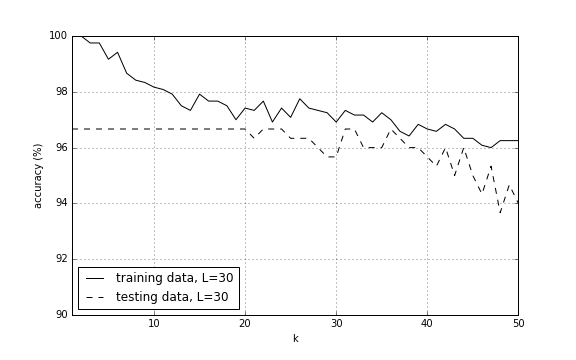 100
98
96
94
92
90
accuracy (%)
training data, L=30
testing data, L=30
10
20
30
40
50
k